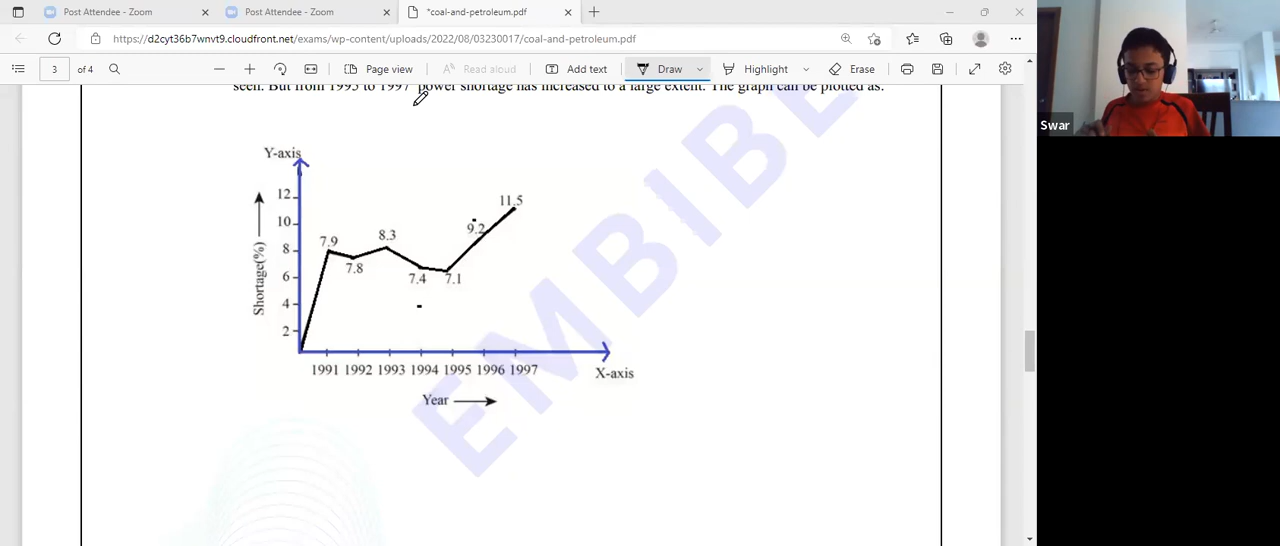 Post Attendee - Zoom
Post Attendee - Zoom
*coal-and-petroleum.pdf
https://d2cyt36b7wnvt9.cloudfront.net/exams/wp-content/uploads/2022/08/03230017/coal-and-petroleum.pdf
3 of 4
Page view
Read aloud
Add text
Draw
Highlight
Erase
seen. But from 1995 to 1997 power shortage has increased to a large extent. The graph can be plotted as:
Swar
Y-axis
12
10
8
6
4
2
Shortage(%)
7.9
7.8
8.3
7.4
7.1
9.2
11.5
1991 1992 1993 1994 1995 1996 1997
X-axis
Year
EMBIBE